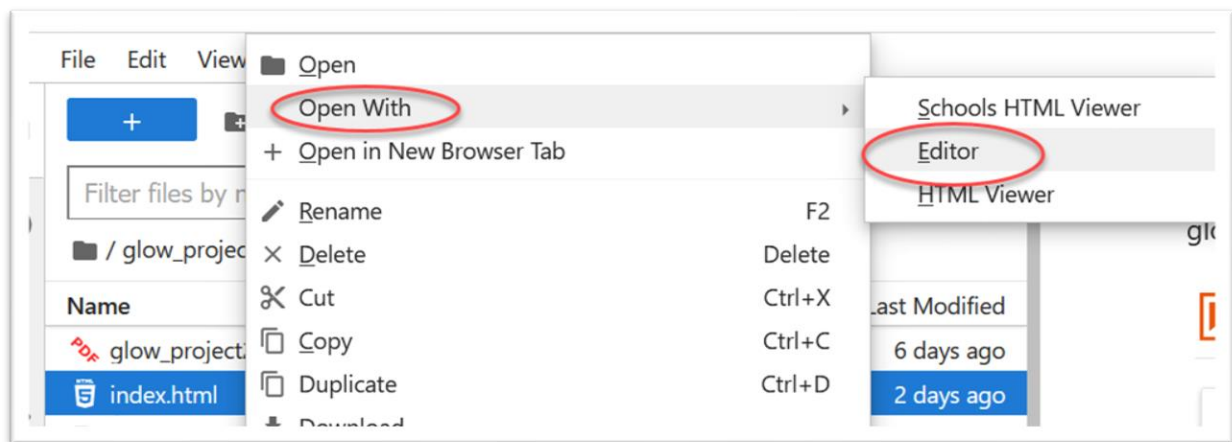 File Edit View
Open
Open With
Schools HTML Viewer
+
Editor
Open in New Browser Tab
HTML Viewer
Filter files by
Rename F2
/ glow_projec
Delete Delete
Cut Ctrl+X
Name
Last Modified
Copy Ctrl+C
PDF glow_project
6 days ago
Duplicate Ctrl+D
index.html
2 days ago
Download